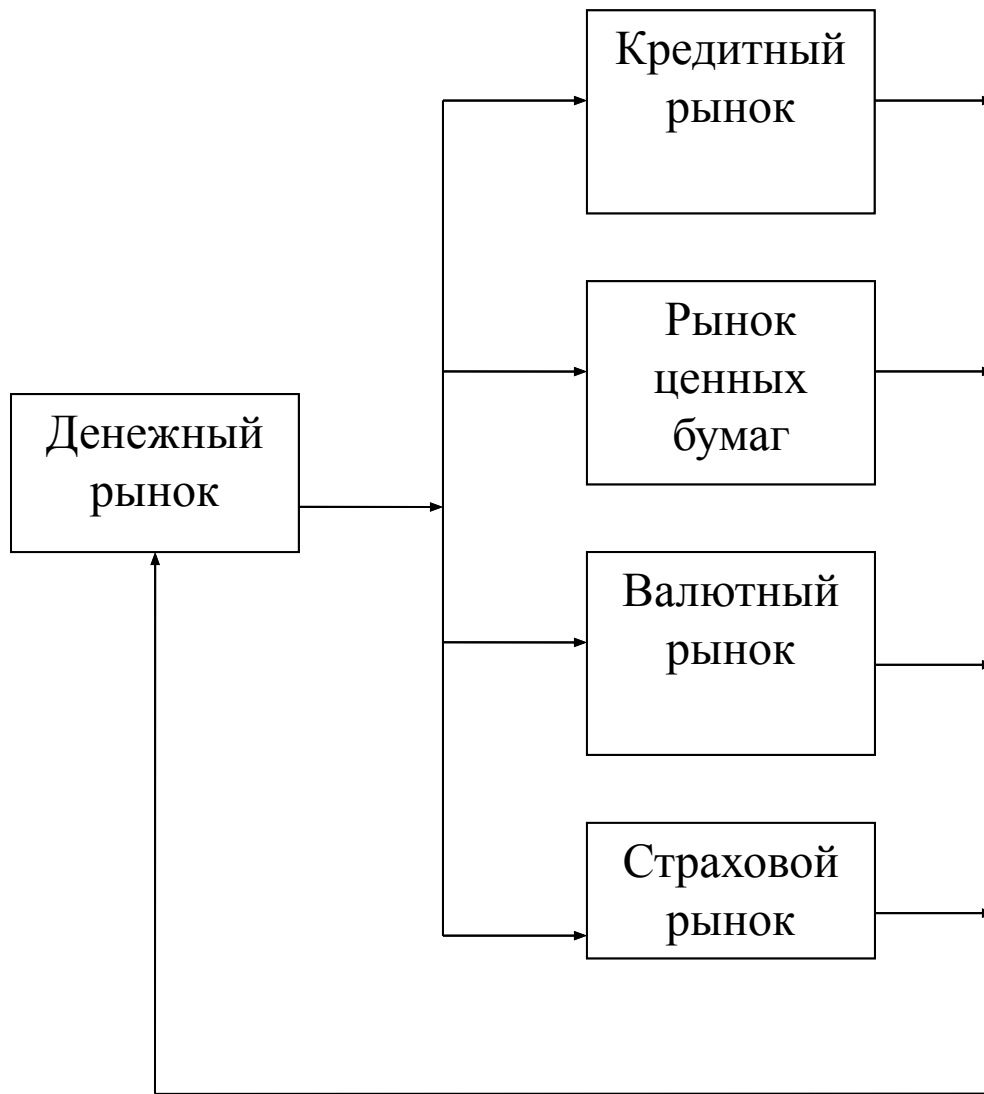 Кредитный
рынок
Рынок
ценных
бумаг
Денежный
рынок
Валютный
рынок
Страховой
рынок